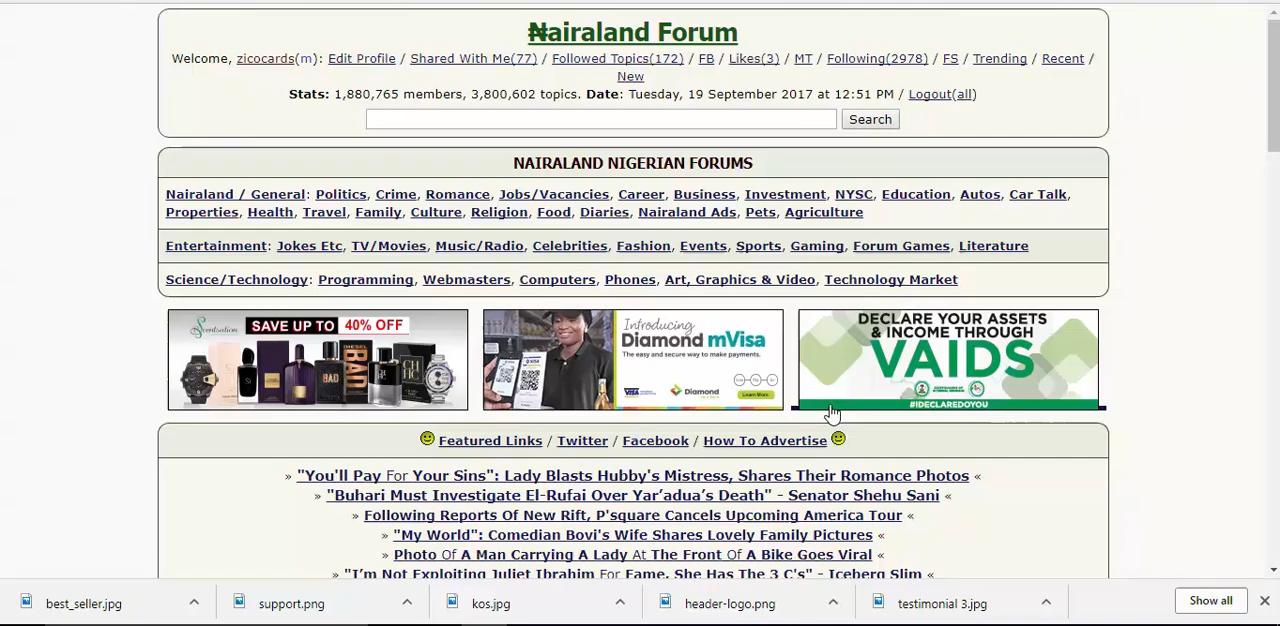 ₦airaland Forum
Welcome, zicocards(m): Edit Profile / Shared With Me(77) / Followed Topics(172) / FB / Likes(3) / MT / Following(2978) / FS / Trending / Recent /
New
Stats: 1,880,765 members, 3,800,602 topics. Date: Tuesday, 19 September 2017 at 12:51 PM / Logout(all)
Search
NAIRALAND NIGERIAN FORUMS
Nairaland / General: Politics, Crime, Romance, Jobs/Vacancies, Career, Business, Investment, NYSC, Education, Autos, Car Talk,
Properties, Health, Travel, Family, Culture, Religion, Food, Diaries, Nairaland Ads, Pets, Agriculture
Entertainment: Jokes Etc, TV/Movies, Music/Radio, Celebrities, Fashion, Events, Sports, Gaming, Forum Games, Literature
Science/Technology: Programming, Webmasters, Computers, Phones, Art, Graphics & Video, Technology Market
Scentsation SAVE UP TO 40% OFF
DIESEL
BAD
BAD
Sì
CH
Introducing
Diamond mVisa
The easy and secure way to make payments.
VISA
Diamond
Learn More
DECLARE YOUR ASSETS
& INCOME THROUGH
VAIDS
#IDECLAREDOYOU
Featured Links / Twitter / Facebook / How To Advertise
» "You'll Pay For Your Sins": Lady Blasts Hubby's Mistress, Shares Their Romance Photos «
» "Buhari Must Investigate El-Rufai Over Yar’adua’s Death" - Senator Shehu Sani «
» Following Reports Of New Rift, P'square Cancels Upcoming America Tour «
» "My World": Comedian Bovi's Wife Shares Lovely Family Pictures «
» Photo Of A Man Carrying A Lady At The Front Of A Bike Goes Viral «
» "I’m Not Exploiting Juliet Ibrahim For Fame, She Has The 3 C's" - Iceberg Slim «
best_seller.jpg
support.png
kos.jpg
header-logo.png
testimonial 3.jpg
Show all